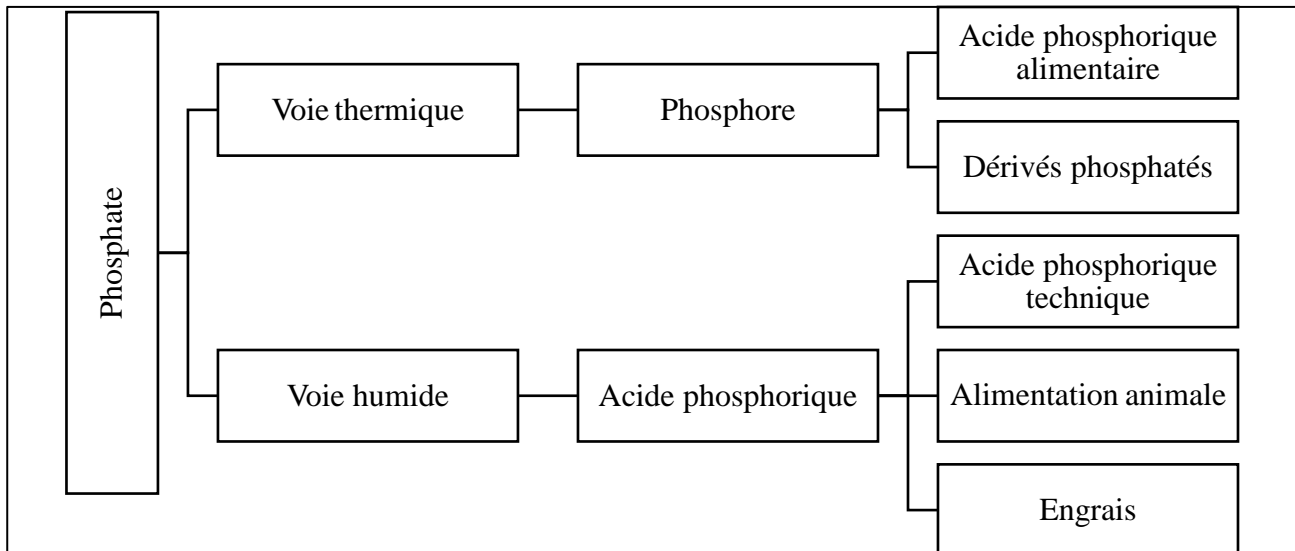 Phosphate
Voie thermique
Phosphore
Acide phosphorique
alimentaire
Dérivés phosphatés
Voie humide
Acide phosphorique
Acide phosphorique
technique
Alimentation animale
Engrais